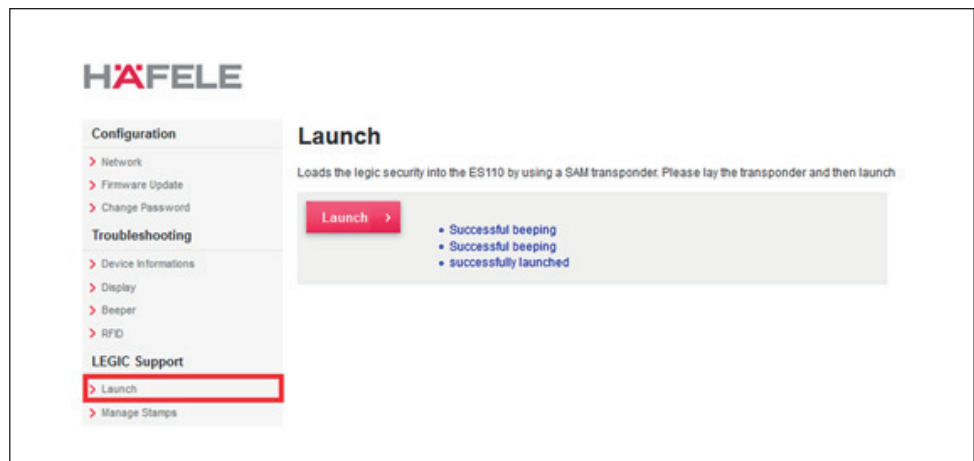 HÄFELE
Configuration
Network
Firmware Update
Change Password
Troubleshooting
Device Informations
Display
Beeper
RFID
LEGIC Support
Launch
Manage Stamps
Launch
Loads the legic security into the ES110 by using a SAM transponder. Please lay the transponder and then launch
Launch
Successful beeping
Successful beeping
successfully launched